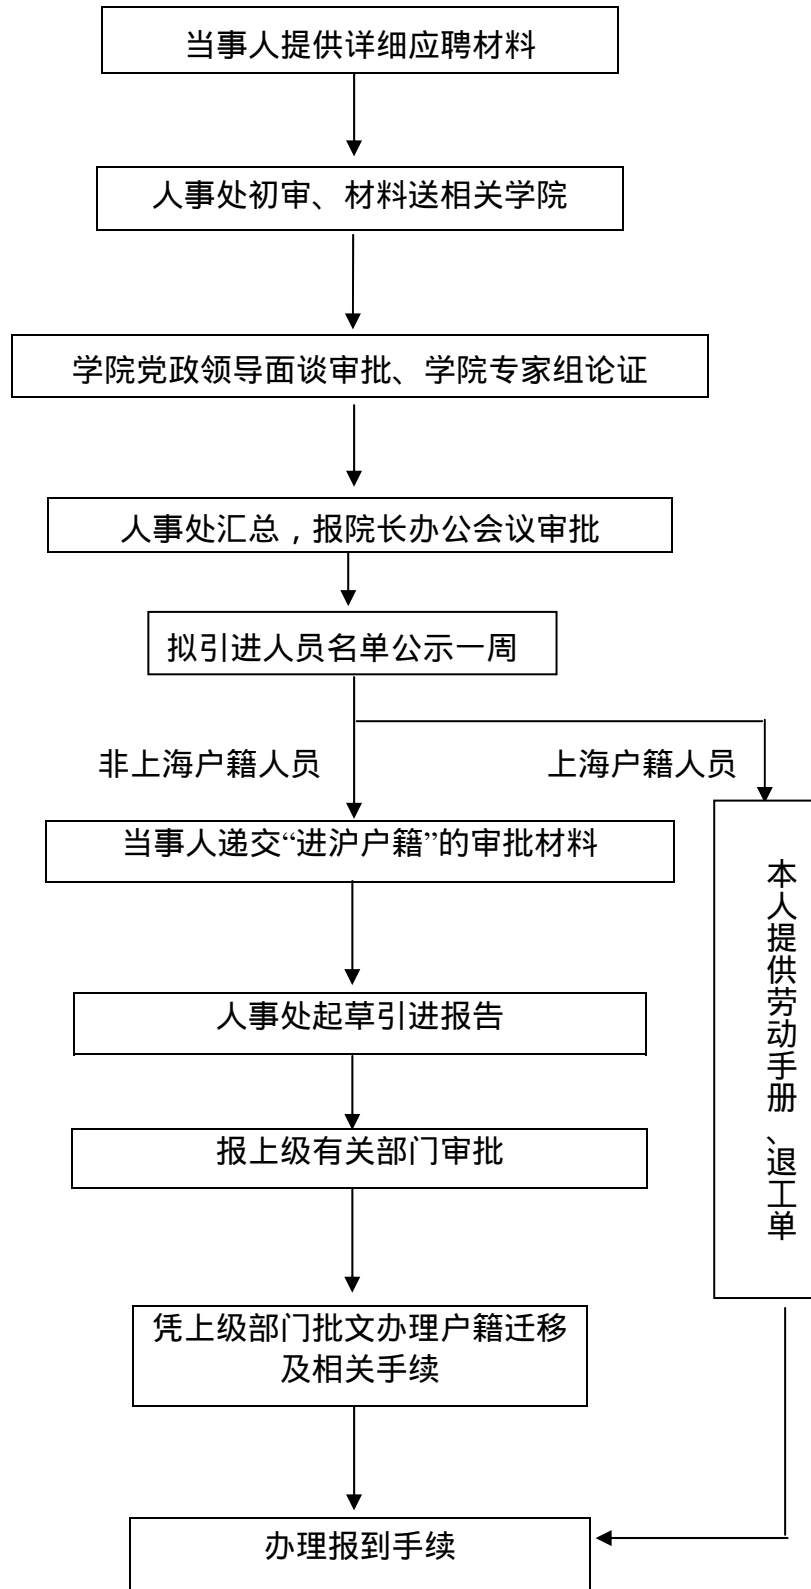 当事人提供详细应聘材料
人事处初审、材料送相关学院
学院党政领导面谈审批、学院专家组论证
人事处汇总，报院长办公会议审批
拟引进人员名单公示一周
非上海户籍人员
上海户籍人员
当事人递交“进沪户籍”的审批材料
本人提供劳动手册、退工单
人事处起草引进报告
报上级有关部门审批
凭上级部门批文办理户籍迁移
及相关手续
办理报到手续